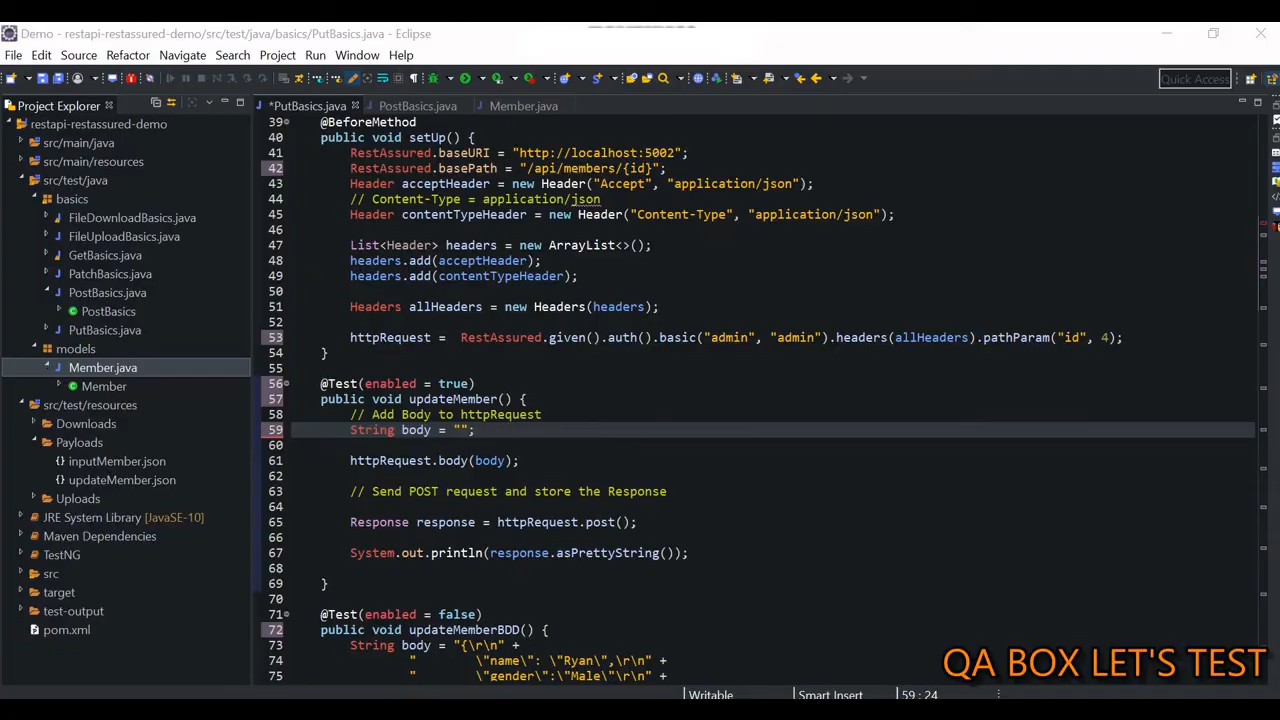 Demo - restapi-restassured-demo/src/test/java/basics/PutBasics.java - Eclipse
File Edit Source Refactor Navigate Search Project Run Window Help
Quick Access
Project Explorer
*PutBasics.java PostBasics.java Member.java
restapi-restassured-demo
src/main/java
src/main/resources
src/test/java
basics
FileDownloadBasics.java
FileUploadBasics.java
GetBasics.java
PatchBasics.java
PostBasics.java
PostBasics
PutBasics.java
models
Member.java
Member
src/test/resources
Downloads
Payloads
inputMember.json
updateMember.json
Uploads
JRE System Library [JavaSE-10]
Maven Dependencies
TestNG
src
target
test-output
pom.xml
39 @BeforeMethod
40 public void setUp() {
41 RestAssured.baseURI = "http://localhost:5002";
42 RestAssured.basePath = "/api/members/{id}";
43 Header acceptHeader = new Header("Accept", "application/json");
44 // Content-Type = application/json
45 Header contentTypeHeader = new Header("Content-Type", "application/json");
46
47 List<Header> headers = new ArrayList<>();
48 headers.add(acceptHeader);
49 headers.add(contentTypeHeader);
50
51 Headers allHeaders = new Headers(headers);
52
53 httpRequest = RestAssured.given().auth().basic("admin", "admin").headers(allHeaders).pathParam("id", 4);
54 }
55
56 @Test(enabled = true)
57 public void updateMember() {
58 // Add Body to httpRequest
59 String body = "";
60
61 httpRequest.body(body);
62
63 // Send POST request and store the Response
64
65 Response response = httpRequest.post();
66
67 System.out.println(response.asPrettyString());
68
69 }
70
71 @Test(enabled = false)
72 public void updateMemberBDD() {
73 String body = "{\r\n" +
74 " \"name\": \"Ryan\",\r\n" +
75 " \"gender\":\"Male\"\r\n" +
QA BOX LET'S TEST
Writable Smart Insert 59 : 24